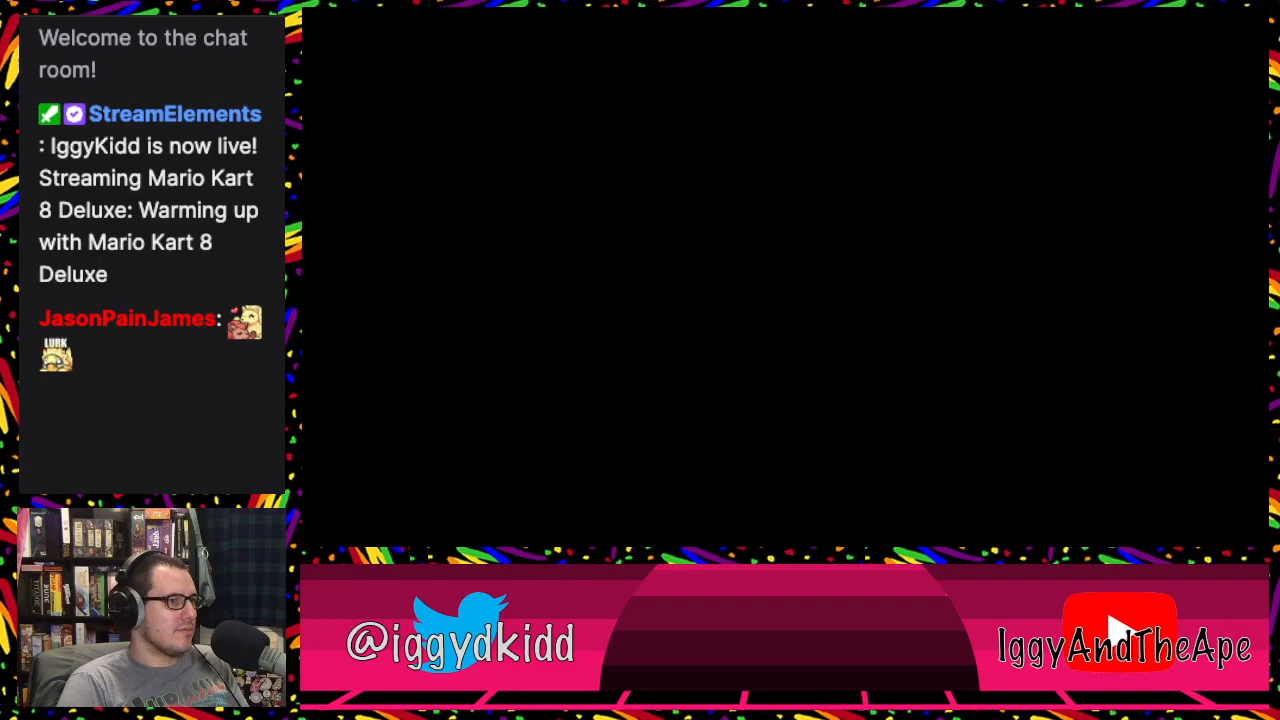 Welcome to the chat
room!
StreamElements
: IggyKidd is now live!
Streaming Mario Kart
8 Deluxe: Warming up
with Mario Kart 8
Deluxe
JasonPainJames:
LURK
@iggydkidd
IggyAndTheApe